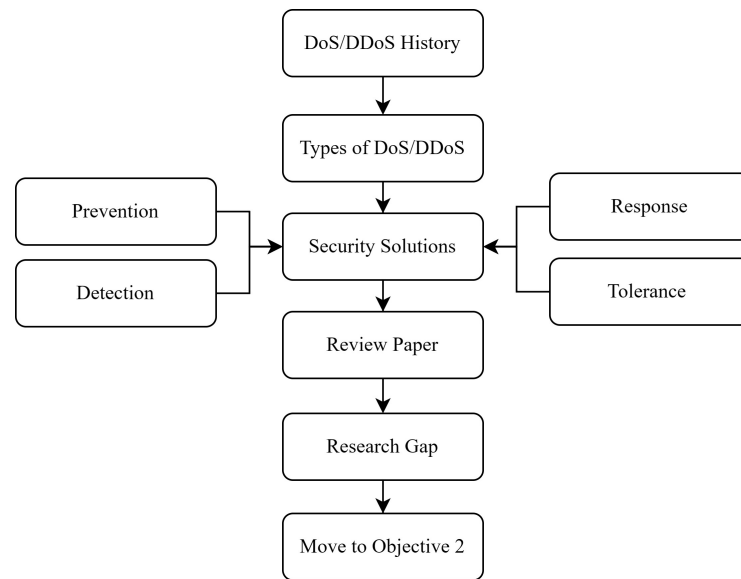 DoS/DDoS History
Types of DoS/DDoS
Prevention
Detection
Security Solutions
Response
Tolerance
Review Paper
Research Gap
Move to Objective 2